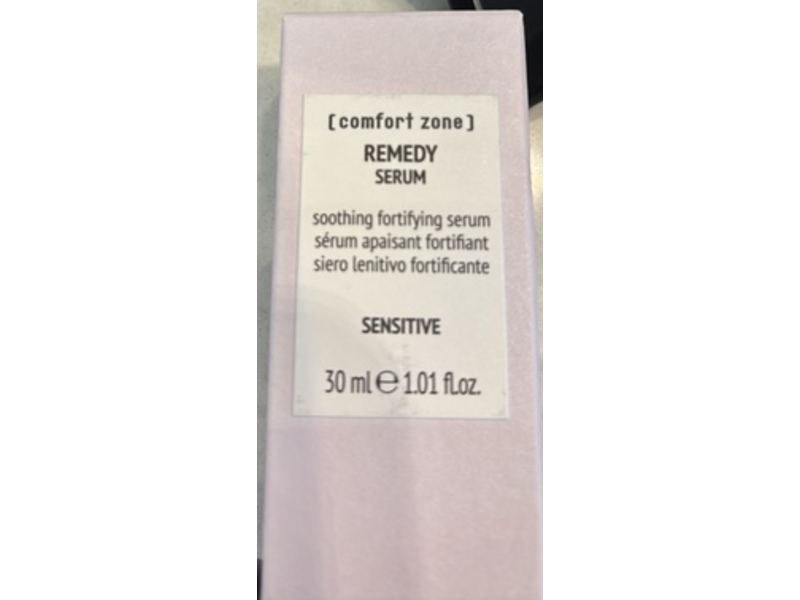 [comfort zone]
REMEDY
SERUM
soothing fortifying serum
sérum apaisant fortifiant
siero lenitivo fortificante
SENSITIVE
30 ml ℮ 1.01 fl.oz.